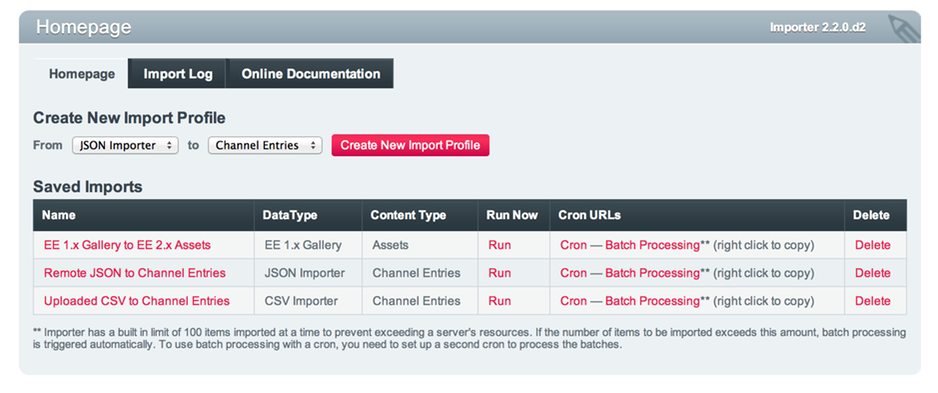 Homepage Importer 2.2.0.d2
Homepage Import Log Online Documentation
Create New Import Profile
From JSON Importer to Channel Entries Create New Import Profile
Saved Imports
Name DataType Content Type Run Now Cron URLs Delete
EE 1.x Gallery to EE 2.x Assets EE 1.x Gallery Assets Run Cron — Batch Processing** (right click to copy) Delete
Remote JSON to Channel Entries JSON Importer Channel Entries Run Cron — Batch Processing** (right click to copy) Delete
Uploaded CSV to Channel Entries CSV Importer Channel Entries Run Cron — Batch Processing** (right click to copy) Delete
** Importer has a built in limit of 100 items imported at a time to prevent exceeding a server's resources. If the number of items to be imported exceeds this amount, batch processing
is triggered automatically. To use batch processing with a cron, you need to set up a second cron to process the batches.